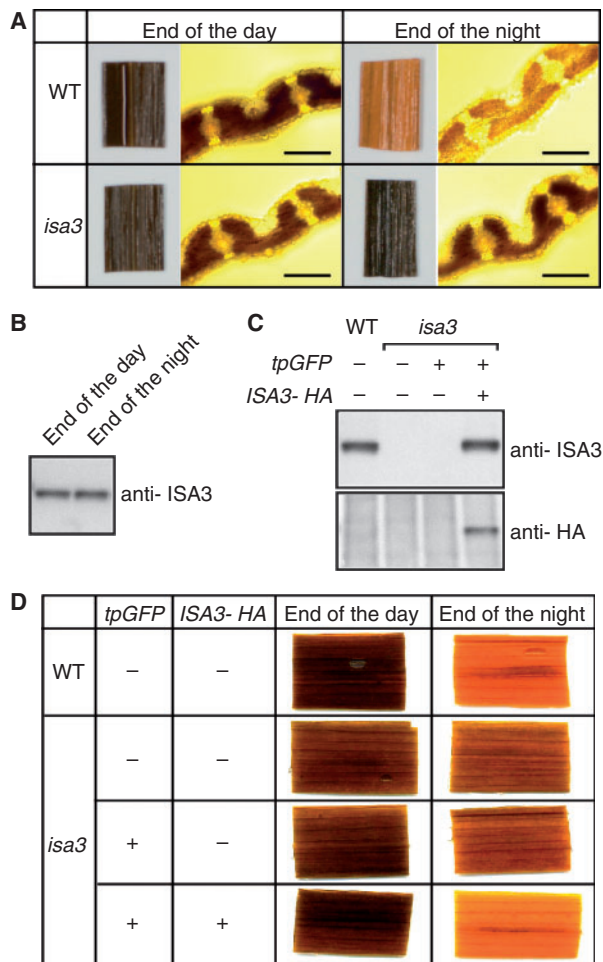 A
End of the day End of the night
WT
isa3
B
End of the day
End of the night
anti- ISA3
C
WT isa3
tpGFP – – + +
ISA3- HA – – – +
anti- ISA3
anti- HA
D
tpGFP ISA3- HA End of the day End of the night
WT – –
– –
isa3
+ –
+ +